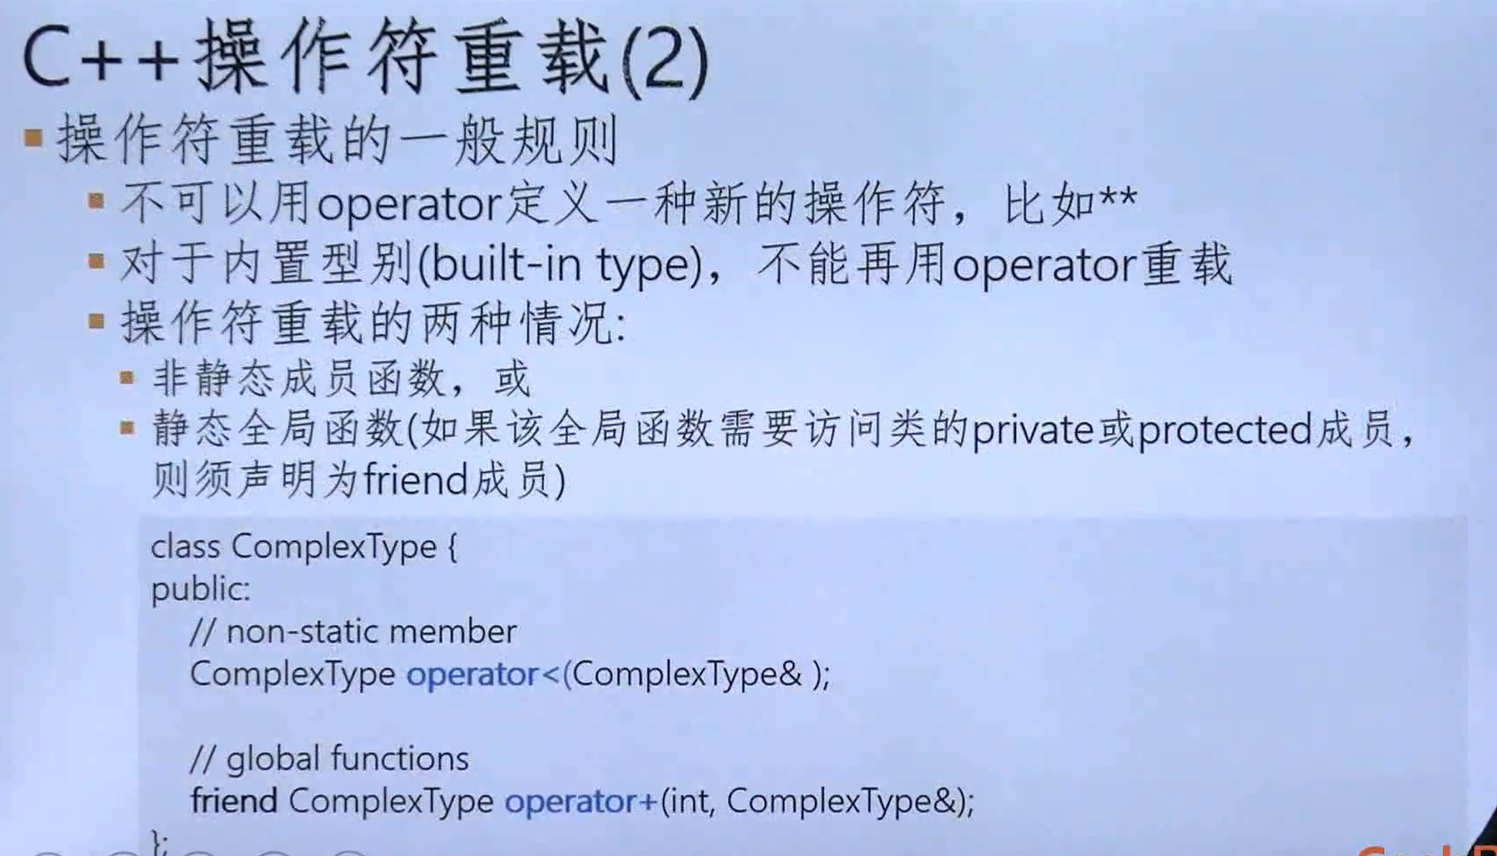 C++操作符重载(2)
操作符重载的一般规则
不可以用operator定义一种新的操作符，比如**
对于内置型别(built-in type)，不能再用operator重载
操作符重载的两种情况:
非静态成员函数，或
静态全局函数(如果该全局函数需要访问类的private或protected成员，
则须声明为friend成员)
class ComplexType {
public:
// non-static member
ComplexType operator<(ComplexType& );
// global functions
friend ComplexType operator+(int, ComplexType&);
};